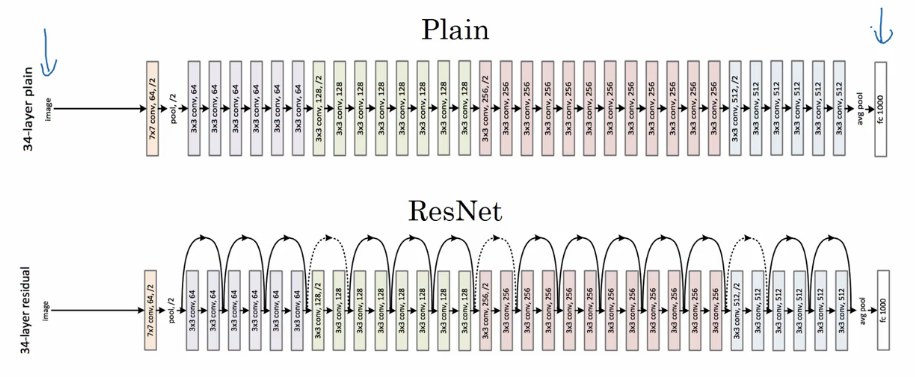 Plain
34-layer plain
image
7x7 conv, 64, /2
pool, /2
3x3 conv, 64
3x3 conv, 64
3x3 conv, 64
3x3 conv, 64
3x3 conv, 64
3x3 conv, 64
3x3 conv, 128, /2
3x3 conv, 128
3x3 conv, 128
3x3 conv, 128
3x3 conv, 128
3x3 conv, 128
3x3 conv, 128
3x3 conv, 128
3x3 conv, 256, /2
3x3 conv, 256
3x3 conv, 256
3x3 conv, 256
3x3 conv, 256
3x3 conv, 256
3x3 conv, 256
3x3 conv, 256
3x3 conv, 256
3x3 conv, 256
3x3 conv, 256
3x3 conv, 256
3x3 conv, 512, /2
3x3 conv, 512
3x3 conv, 512
3x3 conv, 512
3x3 conv, 512
3x3 conv, 512
avg pool
fc 1000
ResNet
34-layer residual
image
7x7 conv, 64, /2
pool, /2
3x3 conv, 64
3x3 conv, 64
3x3 conv, 64
3x3 conv, 64
3x3 conv, 64
3x3 conv, 64
3x3 conv, 128, /2
3x3 conv, 128
3x3 conv, 128
3x3 conv, 128
3x3 conv, 128
3x3 conv, 128
3x3 conv, 128
3x3 conv, 128
3x3 conv, 256, /2
3x3 conv, 256
3x3 conv, 256
3x3 conv, 256
3x3 conv, 256
3x3 conv, 256
3x3 conv, 256
3x3 conv, 256
3x3 conv, 256
3x3 conv, 256
3x3 conv, 256
3x3 conv, 256
3x3 conv, 512, /2
3x3 conv, 512
3x3 conv, 512
3x3 conv, 512
3x3 conv, 512
3x3 conv, 512
avg pool
fc 1000